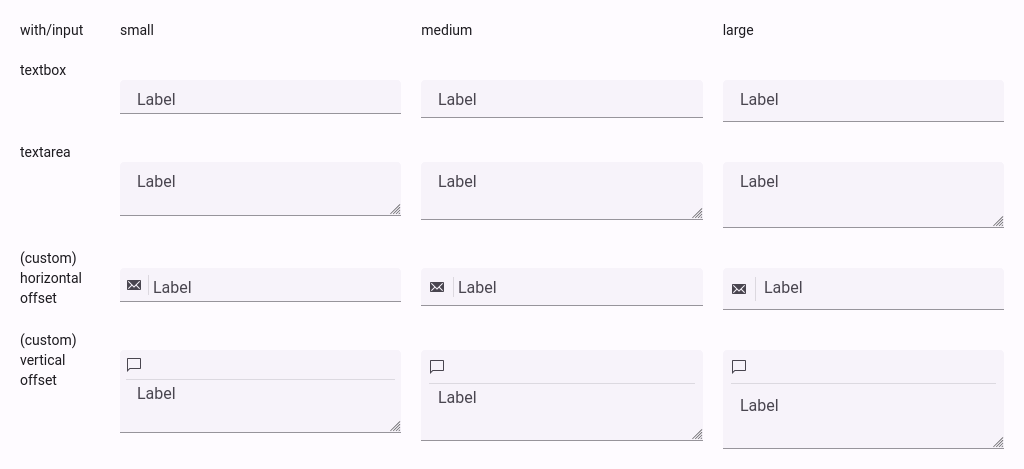 with/input small medium large
textbox
Label Label Label
textarea
Label Label Label
(custom)
horizontal
offset
Label Label Label
(custom)
vertical
offset
Label Label Label